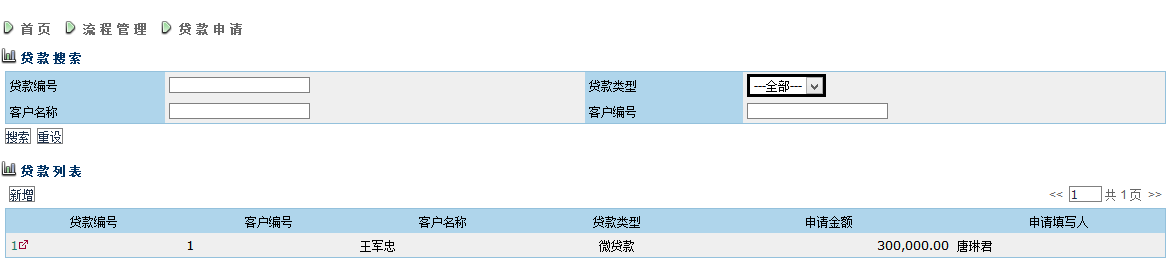 首页 流程管理 贷款申请
贷款搜索
贷款编号 贷款类型 ---全部---
客户名称 客户编号
搜索 重设
贷款列表
新增 << 1 共 1 页 >>
贷款编号 客户编号 客户名称 贷款类型 申请金额 申请填写人
1 1 王军忠 微贷款 300,000.00 唐琳君